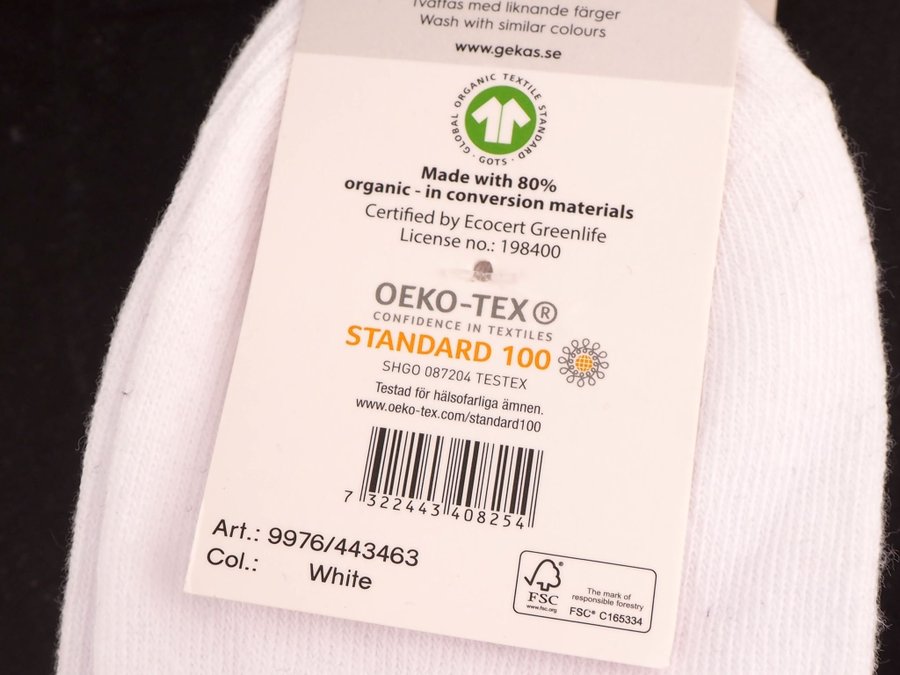 Tvättas med liknande färger
Wash with similar colours
www.gekas.se
GLOBAL ORGANIC TEXTILE STANDARD · GOTS ·
Made with 80%
organic - in conversion materials
Certified by Ecocert Greenlife
License no.: 198400
OEKO-TEX®
CONFIDENCE IN TEXTILES
STANDARD 100
SHGO 087204 TESTEX
Testad för hälsofarliga ämnen.
www.oeko-tex.com/standard100
7 322443 408254
Art.: 9976/443463
Col.: White
FSC
www.fsc.org
The mark of
responsible forestry
FSC® C165334